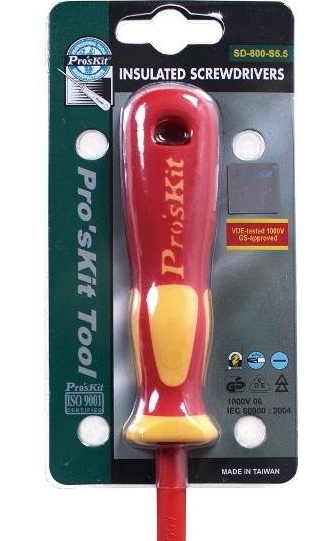 SD-800-S5.5
Pro'sKit
INSULATED SCREWDRIVERS
Pro'sKit
VDE-tested 1000V
GS-approved
Pro'sKit Tool
Pro'sKit
ISO 9001
CERTIFIED
1000V 06
IEC 60900 : 2004
MADE IN TAIWAN